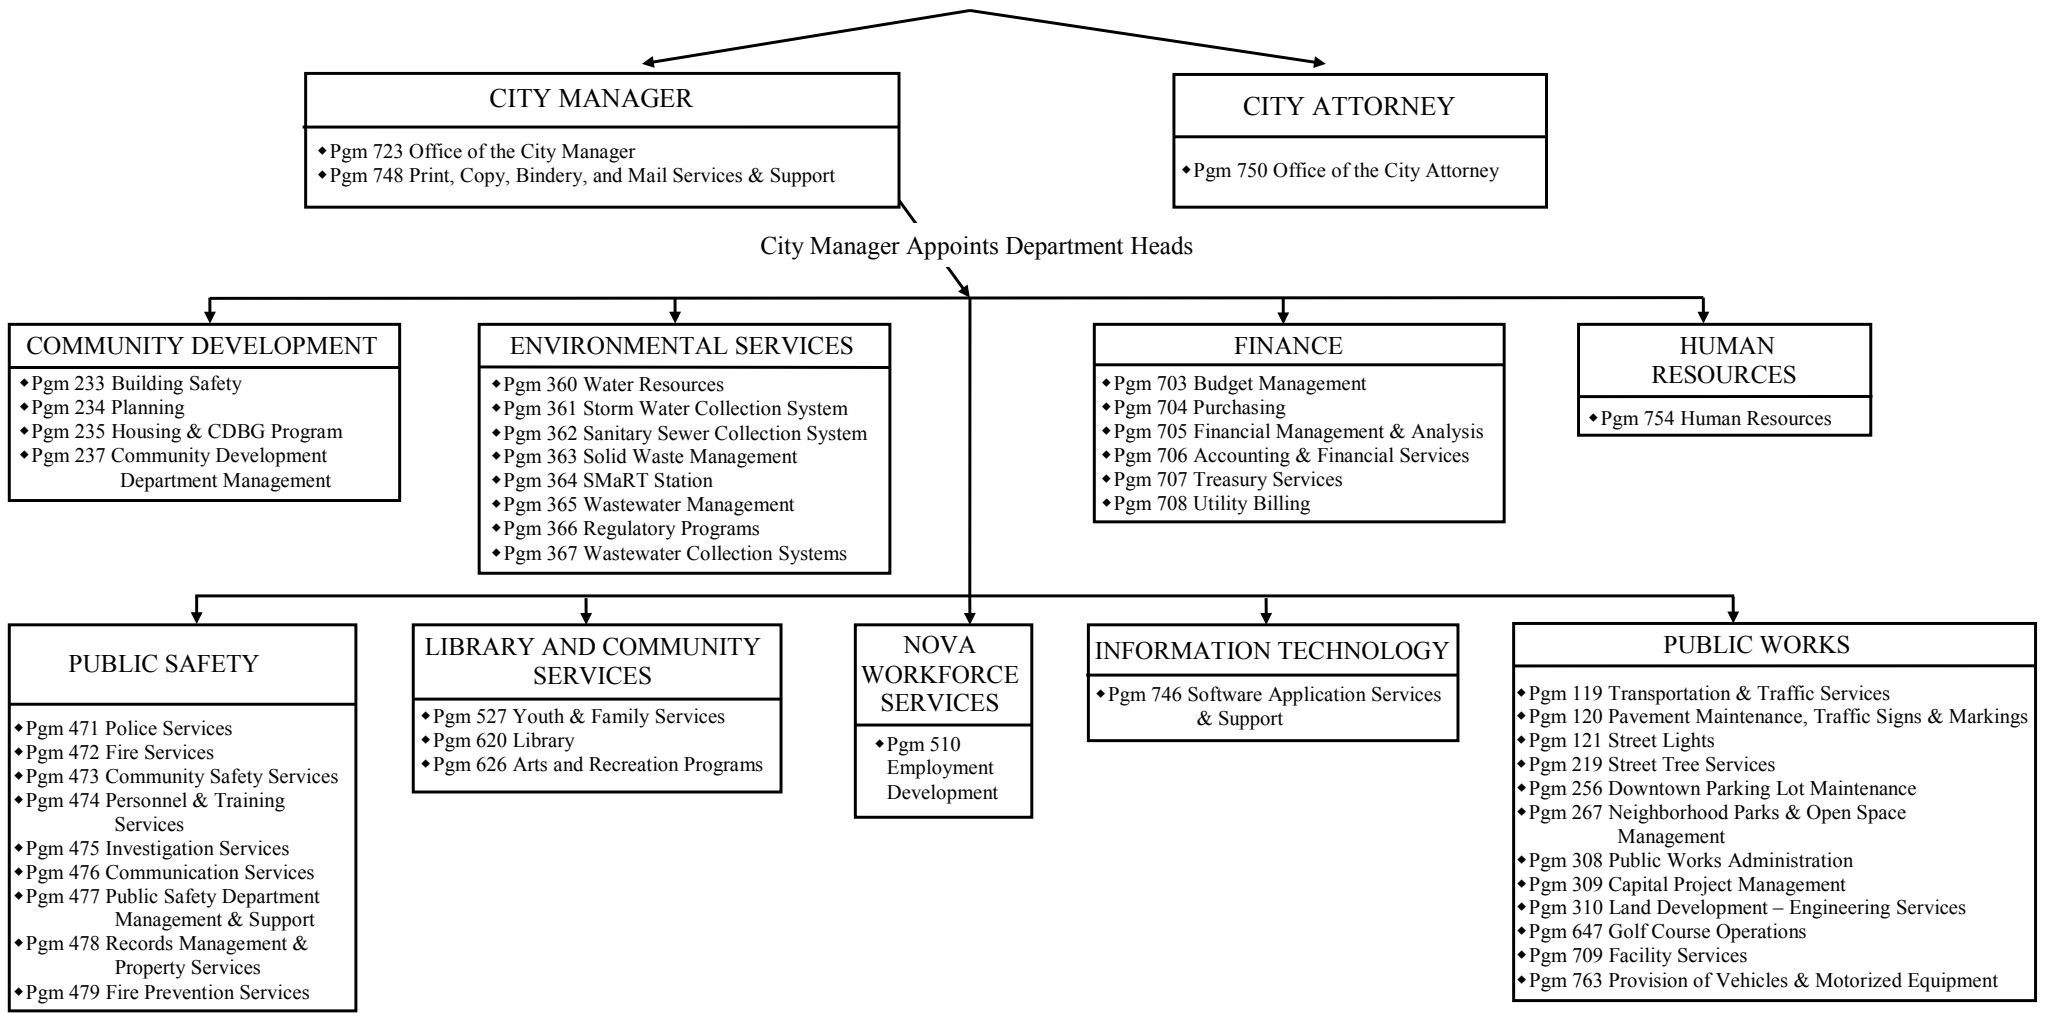 CITY MANAGER
◆Pgm 723 Office of the City Manager
◆Pgm 748 Print, Copy, Bindery, and Mail Services & Support
CITY ATTORNEY
◆Pgm 750 Office of the City Attorney
City Manager Appoints Department Heads
COMMUNITY DEVELOPMENT
◆Pgm 233 Building Safety
◆Pgm 234 Planning
◆Pgm 235 Housing & CDBG Program
◆Pgm 237 Community Development
Department Management
ENVIRONMENTAL SERVICES
◆Pgm 360 Water Resources
◆Pgm 361 Storm Water Collection System
◆Pgm 362 Sanitary Sewer Collection System
◆Pgm 363 Solid Waste Management
◆Pgm 364 SMaRT Station
◆Pgm 365 Wastewater Management
◆Pgm 366 Regulatory Programs
◆Pgm 367 Wastewater Collection Systems
FINANCE
◆Pgm 703 Budget Management
◆Pgm 704 Purchasing
◆Pgm 705 Financial Management & Analysis
◆Pgm 706 Accounting & Financial Services
◆Pgm 707 Treasury Services
◆Pgm 708 Utility Billing
HUMAN
RESOURCES
◆Pgm 754 Human Resources
PUBLIC SAFETY
◆Pgm 471 Police Services
◆Pgm 472 Fire Services
◆Pgm 473 Community Safety Services
◆Pgm 474 Personnel & Training
Services
◆Pgm 475 Investigation Services
◆Pgm 476 Communication Services
◆Pgm 477 Public Safety Department
Management & Support
◆Pgm 478 Records Management &
Property Services
◆Pgm 479 Fire Prevention Services
LIBRARY AND COMMUNITY
SERVICES
◆Pgm 527 Youth & Family Services
◆Pgm 620 Library
◆Pgm 626 Arts and Recreation Programs
NOVA
WORKFORCE
SERVICES
◆Pgm 510
Employment
Development
INFORMATION TECHNOLOGY
◆Pgm 746 Software Application Services
& Support
PUBLIC WORKS
◆Pgm 119 Transportation & Traffic Services
◆Pgm 120 Pavement Maintenance, Traffic Signs & Markings
◆Pgm 121 Street Lights
◆Pgm 219 Street Tree Services
◆Pgm 256 Downtown Parking Lot Maintenance
◆Pgm 267 Neighborhood Parks & Open Space
Management
◆Pgm 308 Public Works Administration
◆Pgm 309 Capital Project Management
◆Pgm 310 Land Development – Engineering Services
◆Pgm 647 Golf Course Operations
◆Pgm 709 Facility Services
◆Pgm 763 Provision of Vehicles & Motorized Equipment